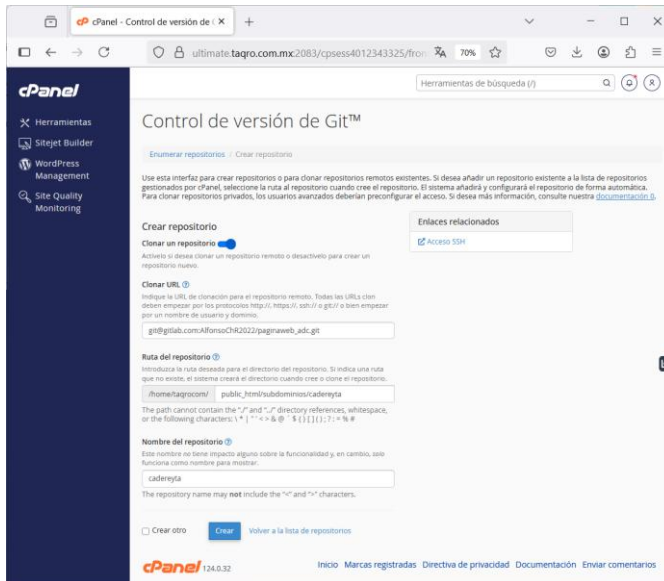 cPanel - Control de versión de G
ultimate.taqro.com.mx:2083/cpsess4012343325/fron
70%
cPanel
Herramientas de búsqueda (/)
Herramientas
Sitejet Builder
WordPress
Management
Site Quality
Monitoring
Control de versión de Git™
Enumerar repositorios / Crear repositorio
Use esta interfaz para crear repositorios o para clonar repositorios remotos existentes. Si desea añadir un repositorio existente a la lista de repositorios
gestionados por cPanel, seleccione la ruta al repositorio cuando cree el repositorio. El sistema añadirá y configurará el repositorio de forma automática.
Para clonar repositorios privados, los usuarios avanzados deberían preconfigurar el acceso. Si desea más información, consulte nuestra documentación.
Crear repositorio
Clonar un repositorio
Actívelo si desea clonar un repositorio remoto o desactívelo para crear un
repositorio nuevo.
Clonar URL
Indique la URL de clonación para el repositorio remoto. Todas las URLs clon
deben empezar por los protocolos http://, https://, ssh:// o git:// o bien empezar
por un nombre de usuario y dominio.
git@gitlab.com:AlfonsoChR2022/paginaweb_adc.git
Ruta del repositorio
Introduzca la ruta deseada para el directorio del repositorio. Si indica una ruta
que no existe, el sistema creará el directorio cuando cree o clone el repositorio.
/home/taqrocom/ public_html/subdominios/cadereyta
The path cannot contain the "./" and "../" directory references, whitespace,
or the following characters: \ * | " ' < > & @ ` $ { } [ ] ( ) ; ? : = % #
Nombre del repositorio
Este nombre no tiene impacto alguno sobre la funcionalidad y, en cambio, solo
funciona como nombre para mostrar.
cadereyta
The repository name may not include the "<" and ">" characters.
Crear otro
Crear
Volver a la lista de repositorios
Enlaces relacionados
Acceso SSH
cPanel 124.0.32
Inicio Marcas registradas Directiva de privacidad Documentación Enviar comentarios